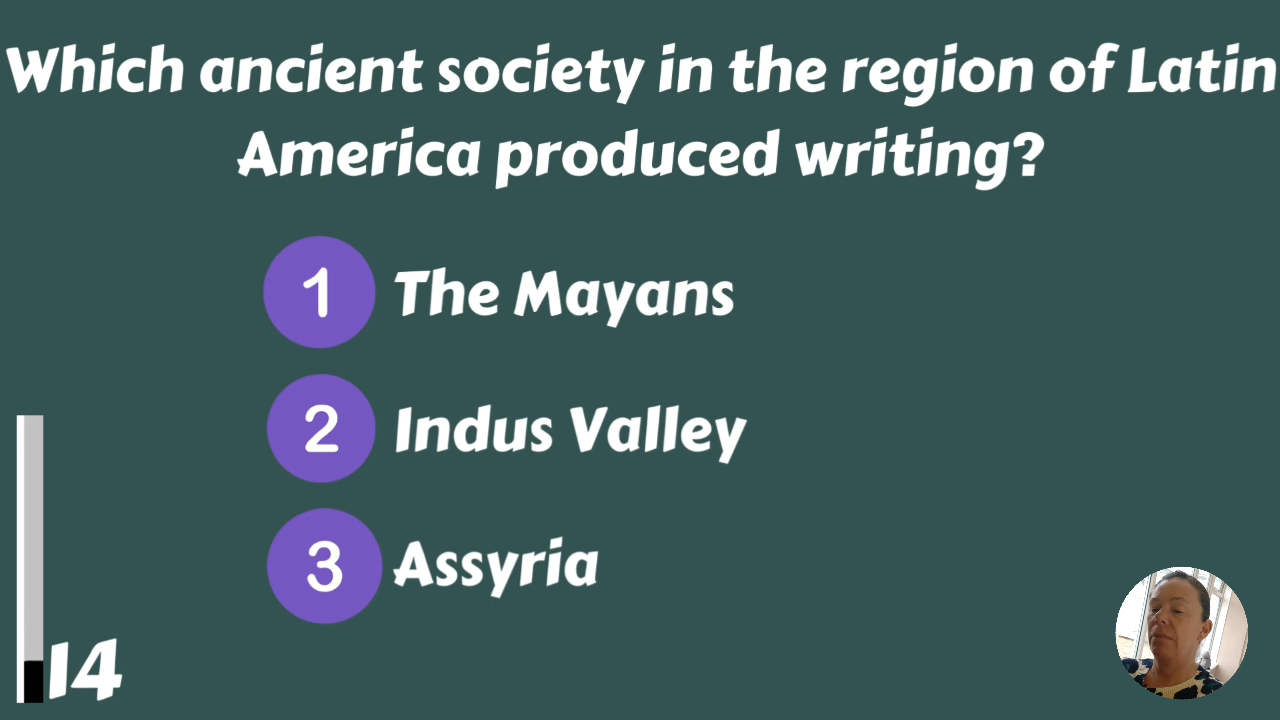 Which ancient society in the region of Latin
America produced writing?
1 The Mayans
2 Indus Valley
3 Assyria
14